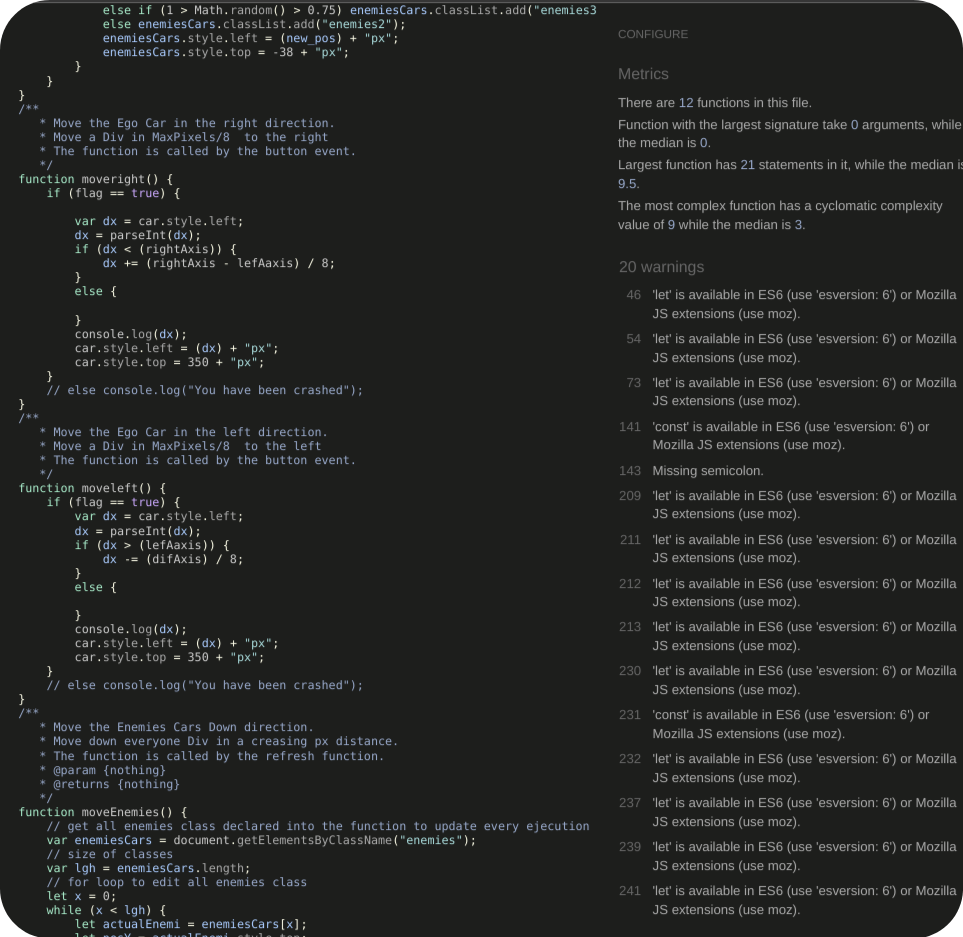 else if (1 > Math.random() > 0.75) enemiesCars.classList.add("enemies3
else enemiesCars.classList.add("enemies2");
enemiesCars.style.left = (new_pos) + "px";
enemiesCars.style.top = -38 + "px";
}
}
}
/**
* Move the Ego Car in the right direction.
* Move a Div in MaxPixels/8  to the right
* The function is called by the button event.
*/
function moveright() {
if (flag == true) {
var dx = car.style.left;
dx = parseInt(dx);
if (dx < (rightAxis)) {
dx += (rightAxis - lefAaxis) / 8;
}
else {
}
console.log(dx);
car.style.left = (dx) + "px";
car.style.top = 350 + "px";
}
// else console.log("You have been crashed");
}
/**
* Move the Ego Car in the left direction.
* Move a Div in MaxPixels/8  to the left
* The function is called by the button event.
*/
function moveleft() {
if (flag == true) {
var dx = car.style.left;
dx = parseInt(dx);
if (dx > (lefAaxis)) {
dx -= (difAxis) / 8;
}
else {
}
console.log(dx);
car.style.left = (dx) + "px";
car.style.top = 350 + "px";
}
// else console.log("You have been crashed");
}
/**
* Move the Enemies Cars Down direction.
* Move down everyone Div in a creasing px distance.
* The function is called by the refresh function.
* @param {nothing}
* @returns {nothing}
*/
function moveEnemies() {
// get all enemies class declared into the function to update every ejecution
var enemiesCars = document.getElementsByClassName("enemies");
// size of classes
var lgh = enemiesCars.length;
// for loop to edit all enemies class
let x = 0;
while (x < lgh) {
let actualEnemi = enemiesCars[x];
CONFIGURE
Metrics
There are 12 functions in this file.
Function with the largest signature take 0 arguments, while
the median is 0.
Largest function has 21 statements in it, while the median is
9.5.
The most complex function has a cyclomatic complexity
value of 9 while the median is 3.
20 warnings
46 'let' is available in ES6 (use 'esversion: 6') or Mozilla
JS extensions (use moz).
54 'let' is available in ES6 (use 'esversion: 6') or Mozilla
JS extensions (use moz).
73 'let' is available in ES6 (use 'esversion: 6') or Mozilla
JS extensions (use moz).
141 'const' is available in ES6 (use 'esversion: 6') or
Mozilla JS extensions (use moz).
143 Missing semicolon.
209 'let' is available in ES6 (use 'esversion: 6') or Mozilla
JS extensions (use moz).
211 'let' is available in ES6 (use 'esversion: 6') or Mozilla
JS extensions (use moz).
212 'let' is available in ES6 (use 'esversion: 6') or Mozilla
JS extensions (use moz).
213 'let' is available in ES6 (use 'esversion: 6') or Mozilla
JS extensions (use moz).
230 'let' is available in ES6 (use 'esversion: 6') or Mozilla
JS extensions (use moz).
231 'const' is available in ES6 (use 'esversion: 6') or
Mozilla JS extensions (use moz).
232 'let' is available in ES6 (use 'esversion: 6') or Mozilla
JS extensions (use moz).
237 'let' is available in ES6 (use 'esversion: 6') or Mozilla
JS extensions (use moz).
239 'let' is available in ES6 (use 'esversion: 6') or Mozilla
JS extensions (use moz).
241 'let' is available in ES6 (use 'esversion: 6') or Mozilla
JS extensions (use moz).